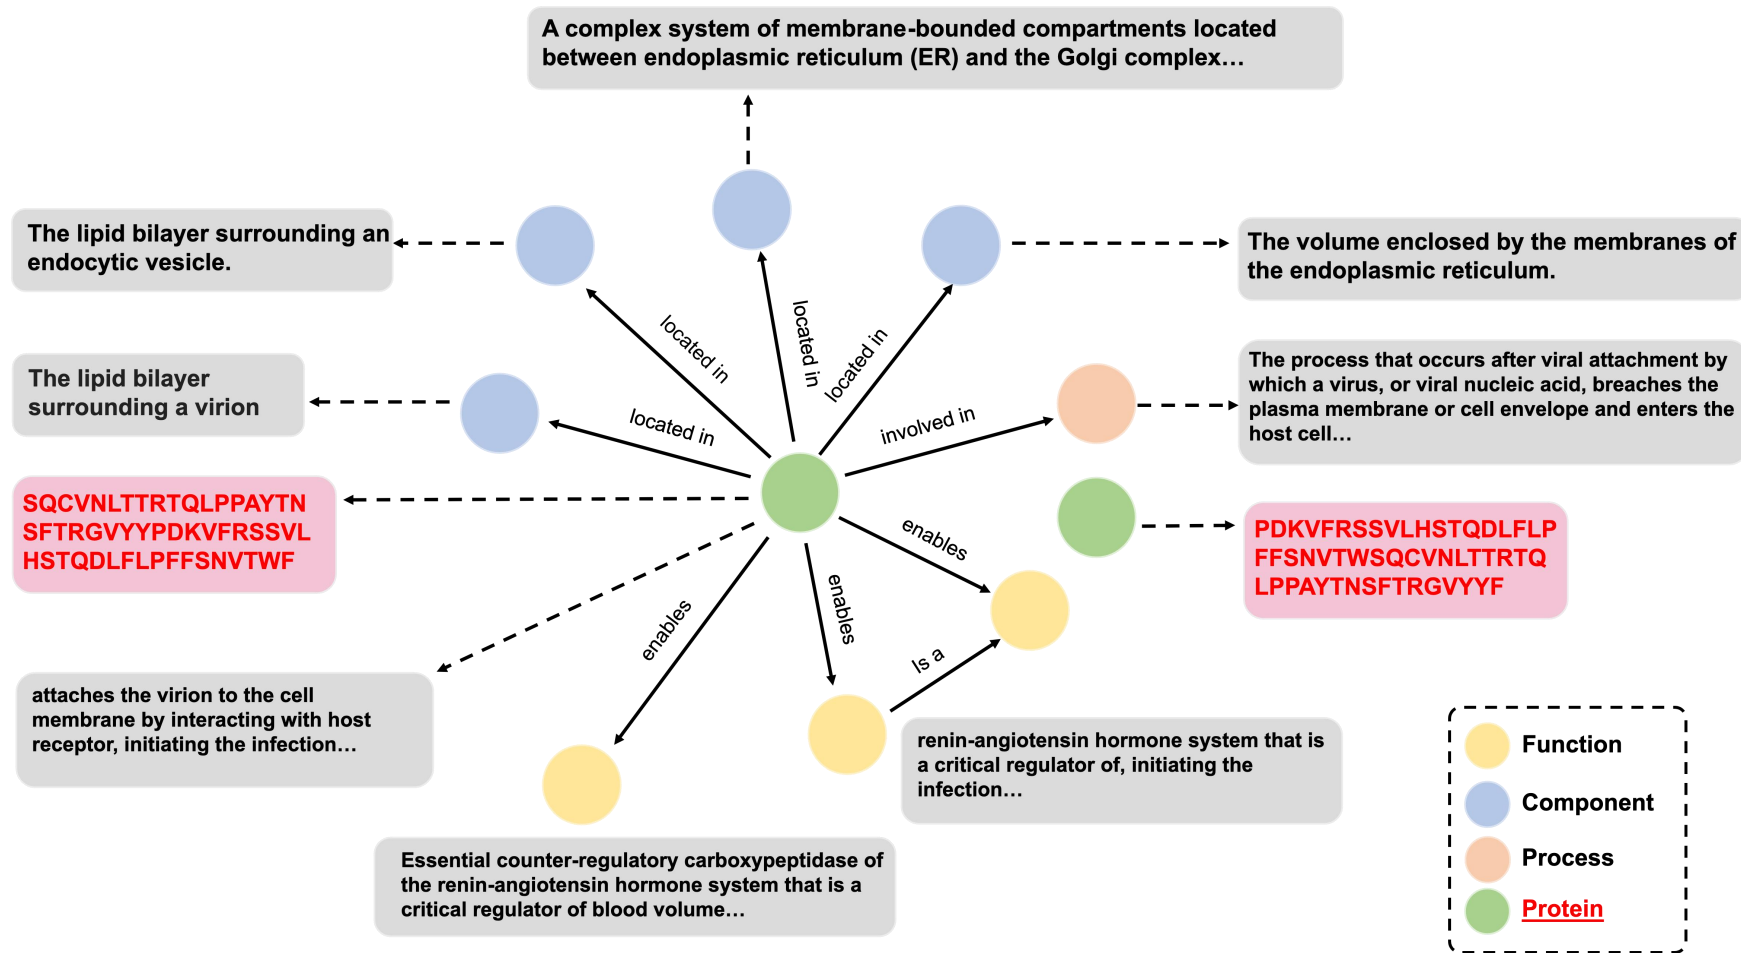 A complex system of membrane-bounded compartments located
between endoplasmic reticulum (ER) and the Golgi complex…
The lipid bilayer surrounding an
endocytic vesicle.
The volume enclosed by the membranes of
the endoplasmic reticulum.
located in
located in
located in
The lipid bilayer
surrounding a virion
located in
involved in
The process that occurs after viral attachment by
which a virus, or viral nucleic acid, breaches the
plasma membrane or cell envelope and enters the
host cell…
SQCVNLTTRTQLPPAYTN
SFTRGVYYPDKVFRSSVL
HSTQDLFLPFFSNVTWF
PDKVFRSSVLHSTQDLFLP
FFSNVTWSQCVNLTTRTQ
LPPAYTNSFTRGVYYF
enables
enables
enables
Is a
attaches the virion to the cell
membrane by interacting with host
receptor, initiating the infection…
renin-angiotensin hormone system that is
a critical regulator of, initiating the
infection…
Essential counter-regulatory carboxypeptidase of
the renin-angiotensin hormone system that is a
critical regulator of blood volume…
Function
Component
Process
Protein